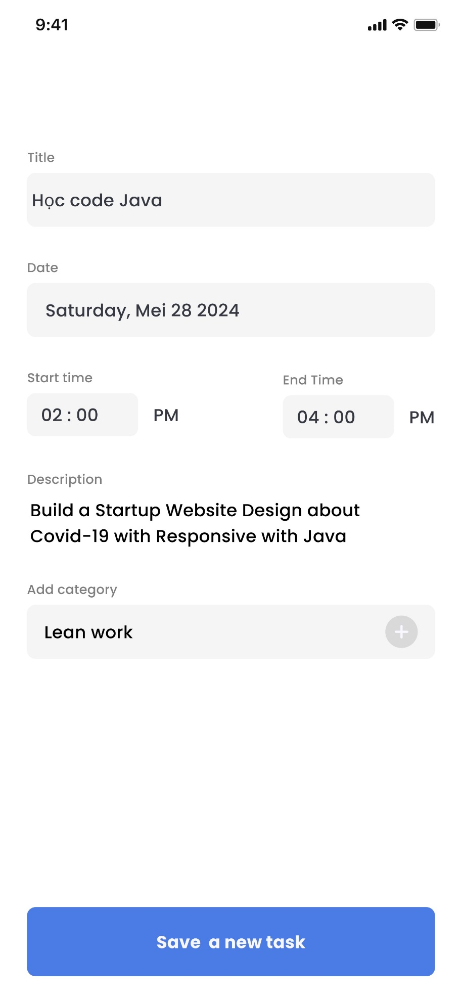 9:41
Title
Học code Java
Date
Saturday, Mei 28 2024
Start time
End Time
02 : 00 PM
04 : 00 PM
Description
Build a Startup Website Design about
Covid-19 with Responsive with Java
Add category
Lean work
Save a new task